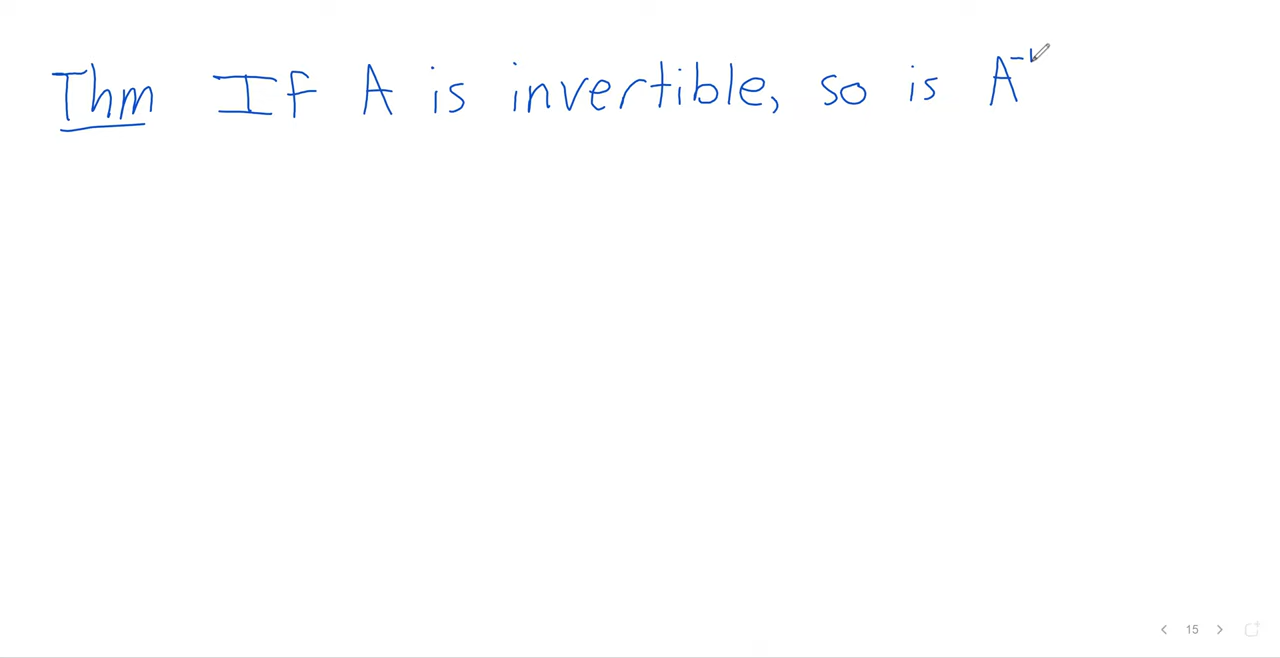 Thm If A is invertible, so is A⁻¹
15